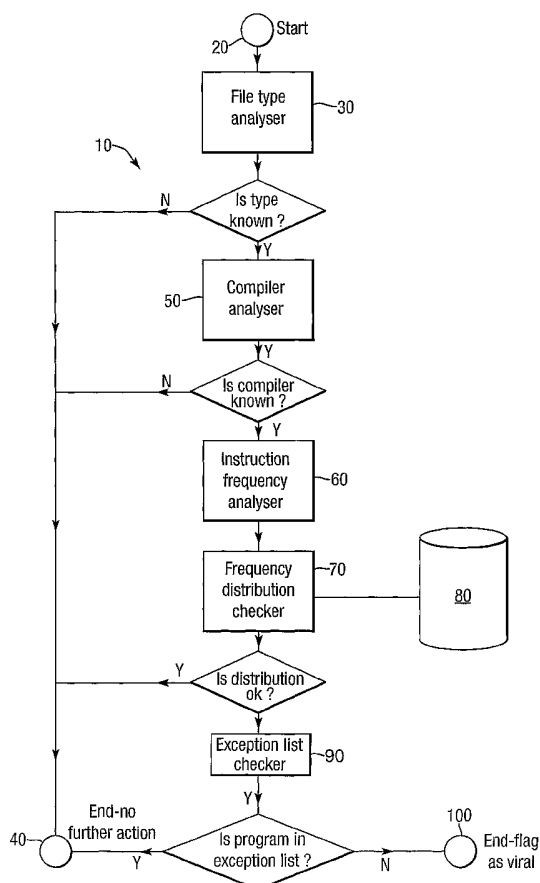 20
Start
File type
analyser
30
10
N
Is type
known ?
Y
50
Compiler
analyser
Y
N
Is compiler
known ?
Y
Instruction
frequency
analyser
60
Frequency
distribution
checker
70
80
Y
Is distribution
ok ?
Exception list
checker
90
Y
End-no
further action
40
Y
Is program in
exception list ?
N
100
End-flag
as viral